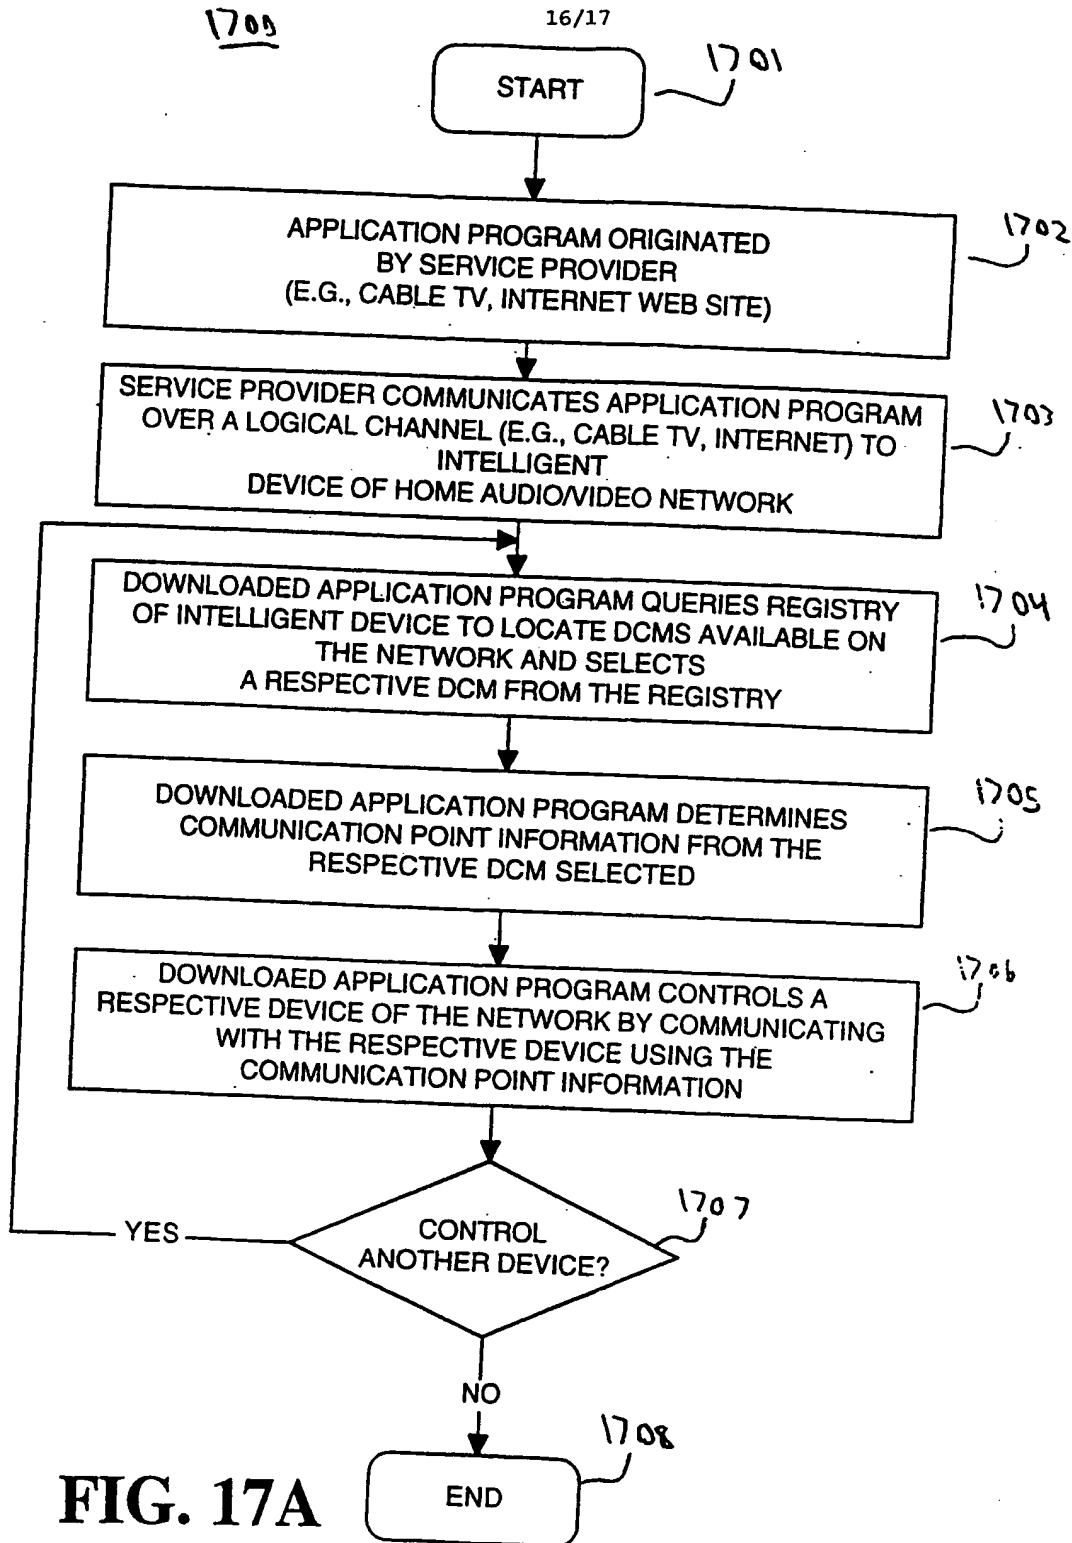 1700
16/17
START
1701
APPLICATION PROGRAM ORIGINATED
BY SERVICE PROVIDER
(E.G., CABLE TV, INTERNET WEB SITE)
1702
SERVICE PROVIDER COMMUNICATES APPLICATION PROGRAM
OVER A LOGICAL CHANNEL (E.G., CABLE TV, INTERNET) TO
INTELLIGENT
DEVICE OF HOME AUDIO/VIDEO NETWORK
1703
DOWNLOADED APPLICATION PROGRAM QUERIES REGISTRY
OF INTELLIGENT DEVICE TO LOCATE DCMS AVAILABLE ON
THE NETWORK AND SELECTS
A RESPECTIVE DCM FROM THE REGISTRY
1704
DOWNLOADED APPLICATION PROGRAM DETERMINES
COMMUNICATION POINT INFORMATION FROM THE
RESPECTIVE DCM SELECTED
1705
DOWNLOAED APPLICATION PROGRAM CONTROLS A
RESPECTIVE DEVICE OF THE NETWORK BY COMMUNICATING
WITH THE RESPECTIVE DEVICE USING THE
COMMUNICATION POINT INFORMATION
1706
CONTROL
ANOTHER DEVICE?
1707
YES
NO
END
1708
FIG. 17A